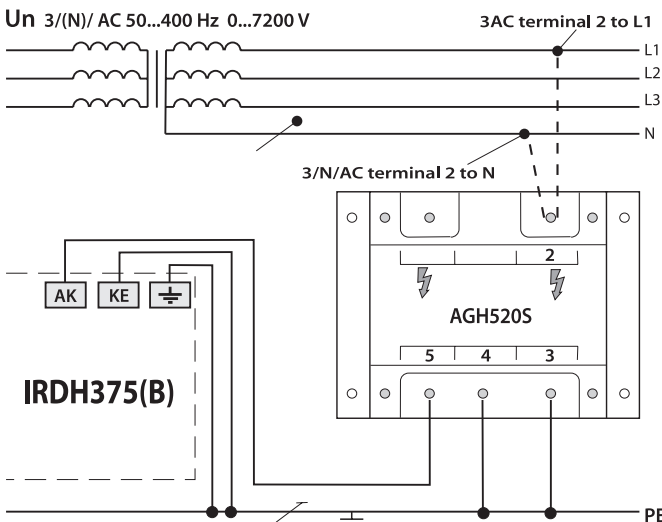 Un 3/(N)/ AC 50...400 Hz 0...7200 V
3AC terminal 2 to L1
L1
L2
L3
N
3/N/AC terminal 2 to N
2
AK KE
AGH520S
5 4 3
IRDH375(B)
PE